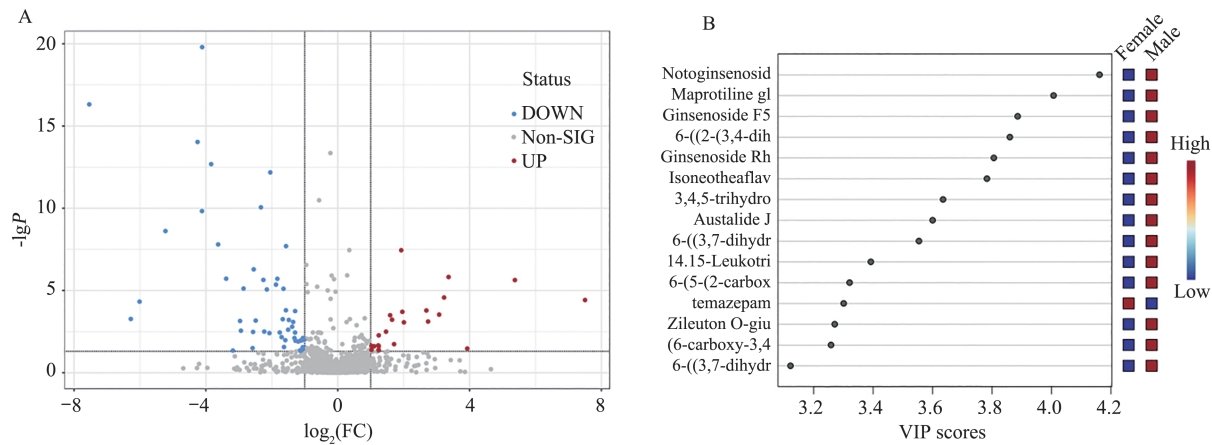 A
20
15
10
5
0
-lgP
−8
−4
0
4
8
log2(FC)
Status
DOWN
Non-SIG
UP
B
Female
Male
Notoginsenosid
Maprotiline gl
Ginsenoside F5
6-((2-(3,4-dih
Ginsenoside Rh
Isoneotheaflav
3,4,5-trihydro
Austalide J
6-((3,7-dihydr
14.15-Leukotri
6-(5-(2-carbox
temazepam
Zileuton O-giu
(6-carboxy-3,4
6-((3,7-dihydr
3.2
3.4
3.6
3.8
4.0
4.2
VIP scores
High
Low